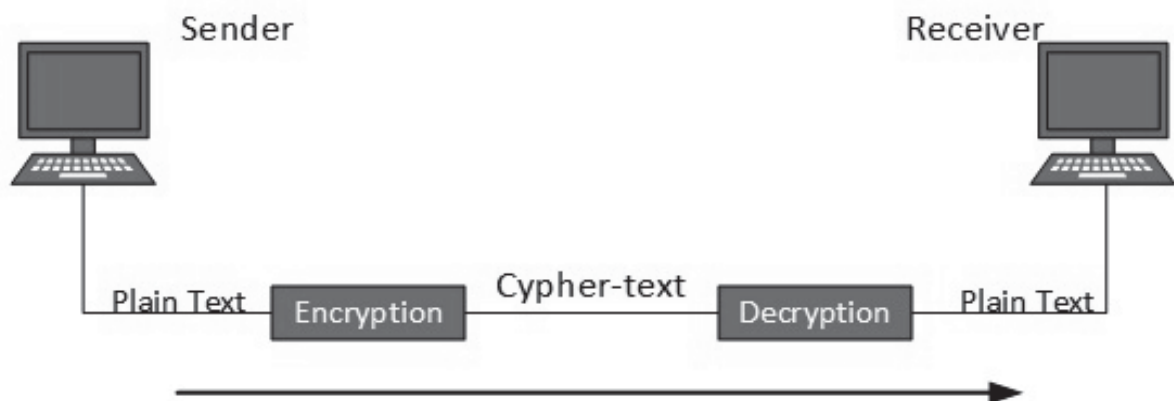 Sender
Receiver
Plain Text
Encryption
Cypher-text
Decryption
Plain Text